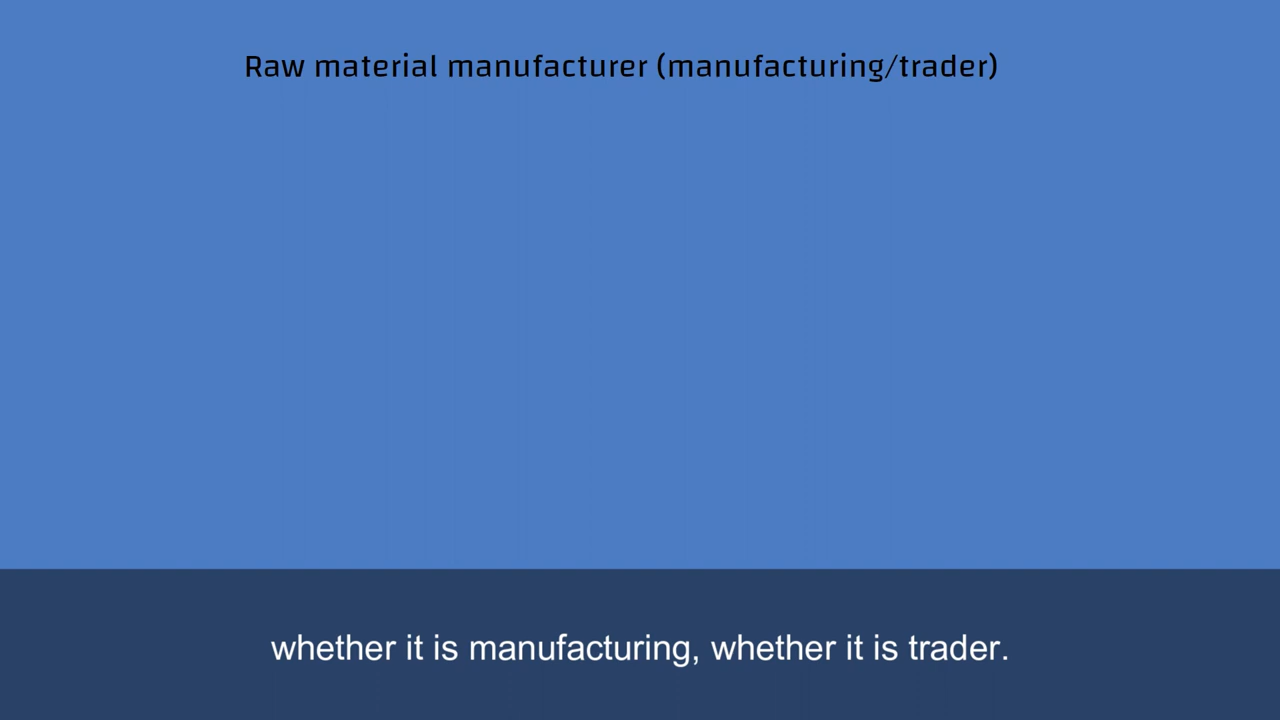 Raw material manufacturer (manufacturing/trader)
whether it is manufacturing, whether it is trader.